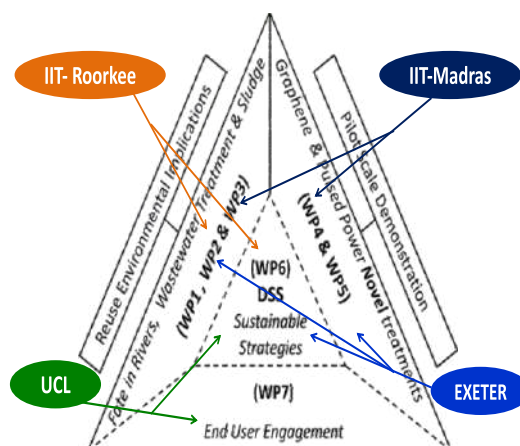 IIT- Roorkee
IIT-Madras
Reuse Environmental Implications
Fate in Rivers, Wastewater Treatment & Sludge
(WP1, WP2 & WP3)
Graphene & Pulsed Power Novel treatments
(WP4 & WP5)
Pilot Scale Demonstration
(WP6)
DSS
Sustainable
Strategies
UCL
EXETER
(WP7)
End User Engagement